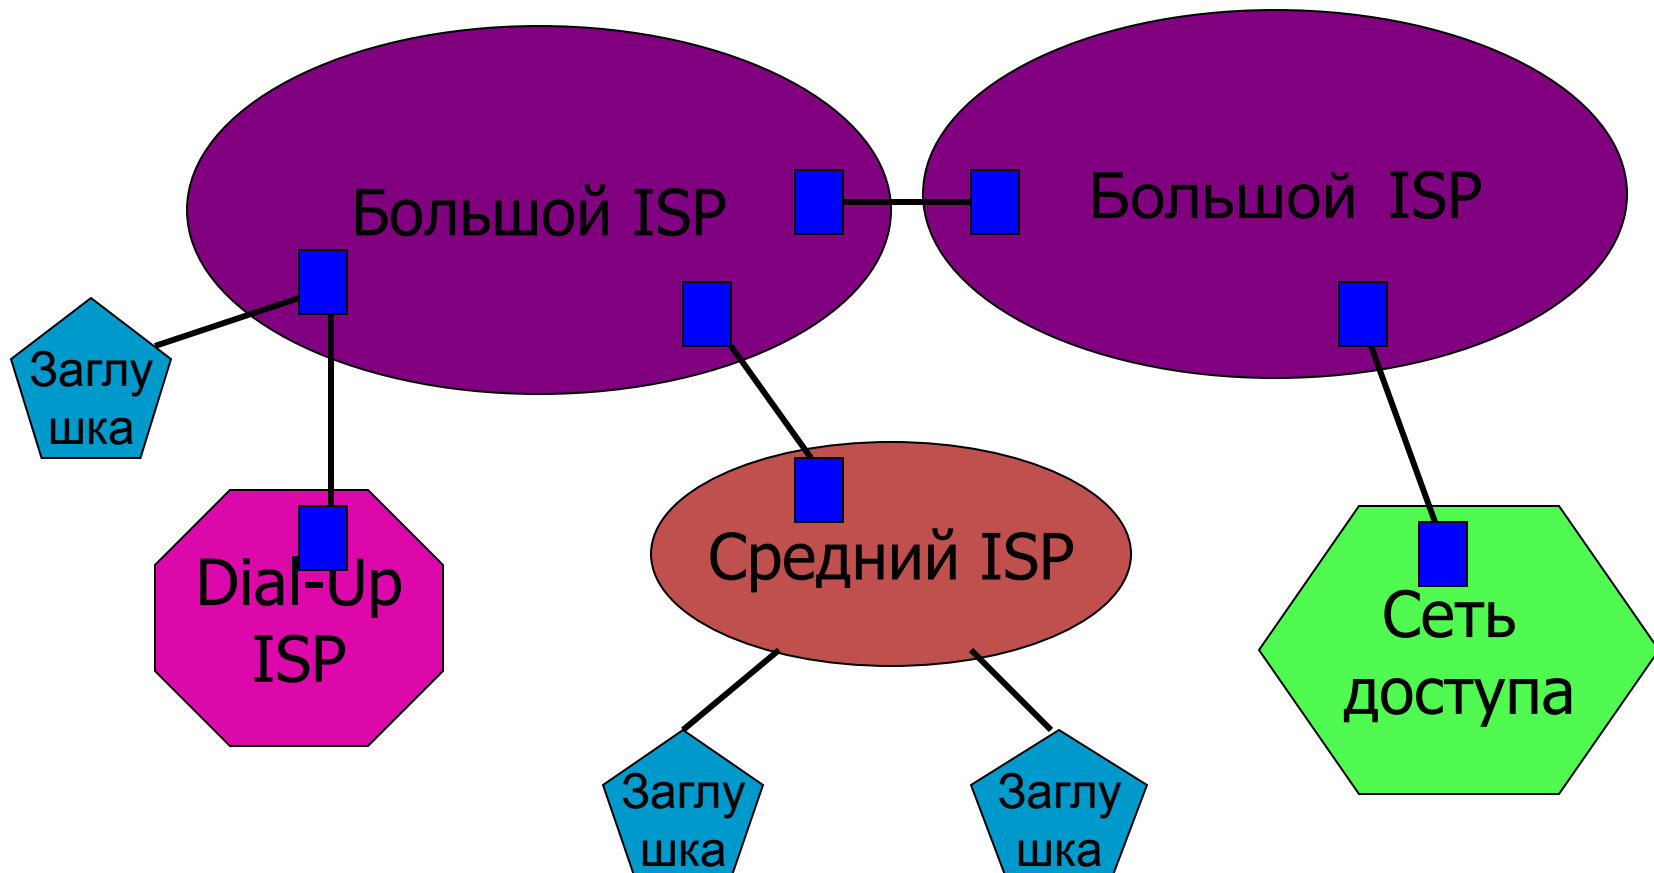 Большой ISP
Большой ISP
Заглу
шка
Dial-Up
ISP
Средний ISP
Сеть
доступа
Заглу
шка
Заглу
шка